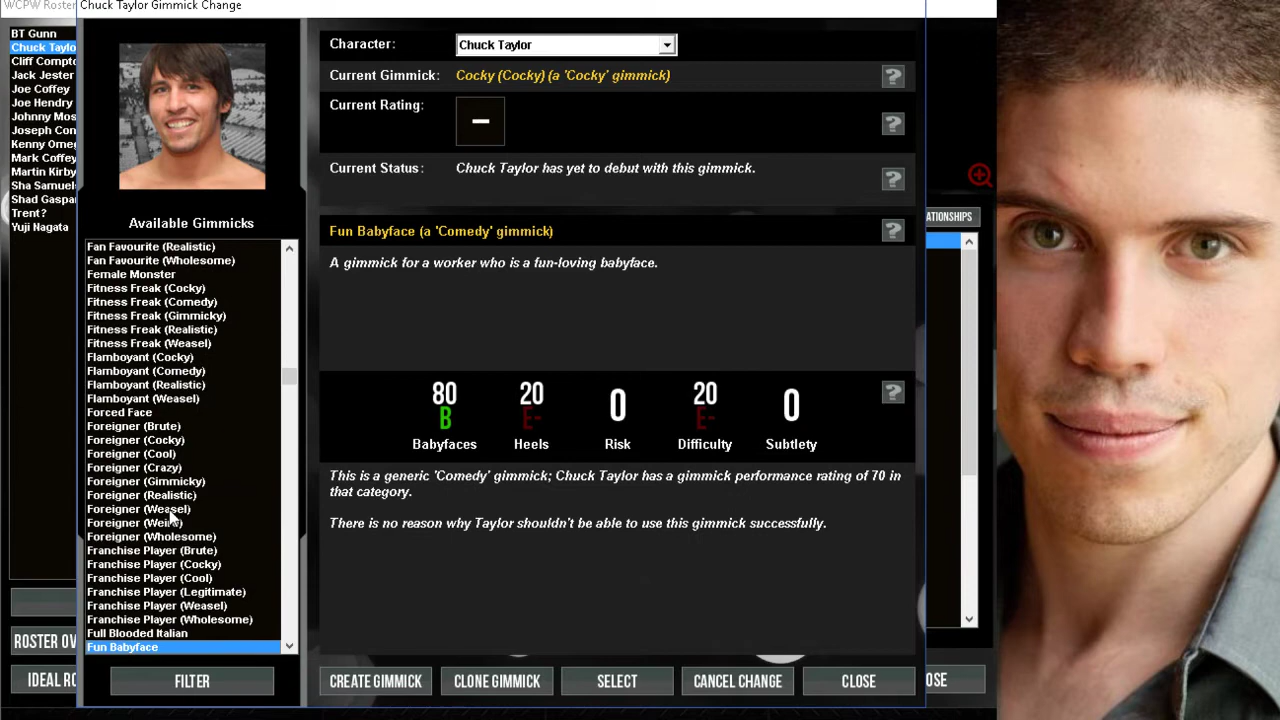 WCPW Roster
Chuck Taylor Gimmick Change
BT Gunn
Chuck Taylo
Cliff Compto
Jack Jester
Joe Coffey
Joe Hendry
Johnny Mos
Joseph Con
Kenny Ome
Mark Coffey
Martin Kirby
Sha Samuel
Shad Gaspa
Trent?
Yuji Nagata
ROSTER OV
IDEAL RO
Available Gimmicks
Fan Favourite (Realistic)
Fan Favourite (Wholesome)
Female Monster
Fitness Freak (Cocky)
Fitness Freak (Comedy)
Fitness Freak (Gimmicky)
Fitness Freak (Realistic)
Fitness Freak (Weasel)
Flamboyant (Cocky)
Flamboyant (Comedy)
Flamboyant (Realistic)
Flamboyant (Weasel)
Forced Face
Foreigner (Brute)
Foreigner (Cocky)
Foreigner (Cool)
Foreigner (Crazy)
Foreigner (Gimmicky)
Foreigner (Realistic)
Foreigner (Weasel)
Foreigner (Weird)
Foreigner (Wholesome)
Franchise Player (Brute)
Franchise Player (Cocky)
Franchise Player (Cool)
Franchise Player (Legitimate)
Franchise Player (Weasel)
Franchise Player (Wholesome)
Full Blooded Italian
Fun Babyface
FILTER
Character: Chuck Taylor
Current Gimmick: Cocky (Cocky) (a 'Cocky' gimmick) ?
Current Rating: – ?
Current Status: Chuck Taylor has yet to debut with this gimmick. ?
Fun Babyface (a 'Comedy' gimmick) ?
A gimmick for a worker who is a fun-loving babyface.
80 20 0 20 0 ?
B E- E-
Babyfaces Heels Risk Difficulty Subtlety
This is a generic 'Comedy' gimmick; Chuck Taylor has a gimmick performance rating of 70 in
that category.
There is no reason why Taylor shouldn't be able to use this gimmick successfully.
CREATE GIMMICK CLONE GIMMICK SELECT CANCEL CHANGE CLOSE
ATIONSHIPS
OSE